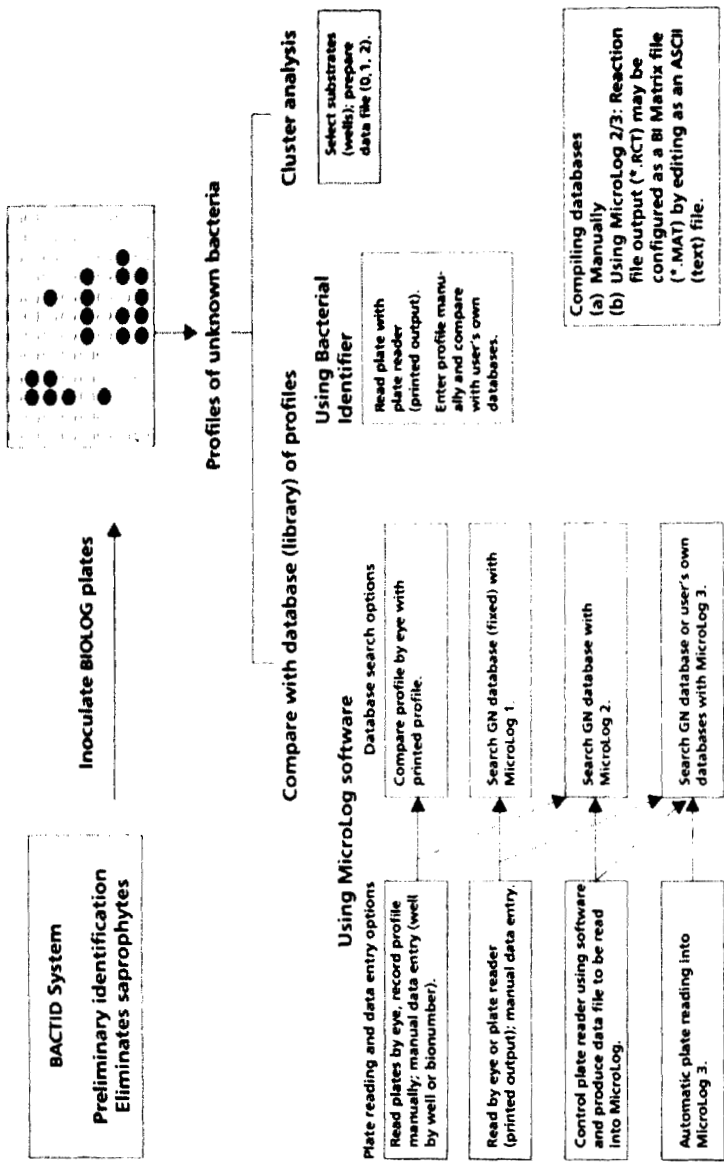 BACTID System
Preliminary identification
Eliminates saprophytes
Inoculate BIOLOG plates
Profiles of unknown bacteria
Compare with database (library) of profiles
Cluster analysis
Select substrates
(wells); prepare
data file (0, 1, 2).
Using MicroLog software
Using Bacterial
Identifier
Read plate with
plate reader
(printed output).
Enter profile manu-
ally and compare
with user's own
databases.
Plate reading and data entry options
Database search options
Read plates by eye, record profile
manually; manual data entry (well
by well or bionumber).
Compare profile by eye with
printed profile.
Read by eye or plate reader
(printed output); manual data entry.
Search GN database (fixed) with
MicroLog 1.
Control plate reader using software
and produce data file to be read
into MicroLog.
Search GN database with
MicroLog 2.
Automatic plate reading into
MicroLog 3.
Search GN database or user's own
databases with MicroLog 3.
Compiling databases
(a) Manually
(b) Using MicroLog 2/3: Reaction
file output (*.RCT) may be
configured as a BI Matrix file
(*.MAT) by editing as an ASCII
(text) file.